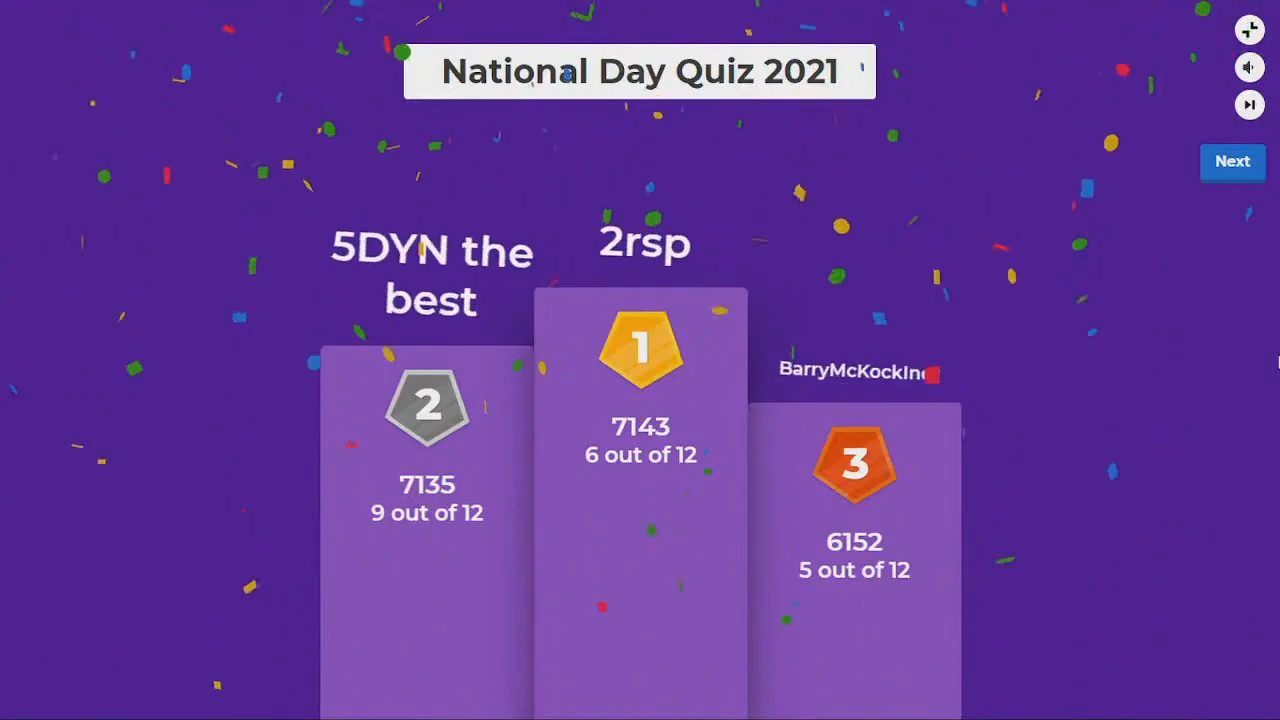 National Day Quiz 2021
Next
2rsp
5DYN the
best
1
7143
6 out of 12
2
7135
9 out of 12
3
6152
5 out of 12